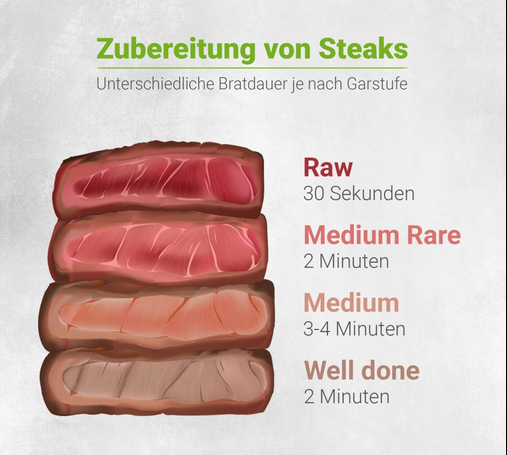 Zubereitung von Steaks
Unterschiedliche Bratdauer je nach Garstufe
Raw
30 Sekunden
Medium Rare
2 Minuten
Medium
3-4 Minuten
Well done
2 Minuten